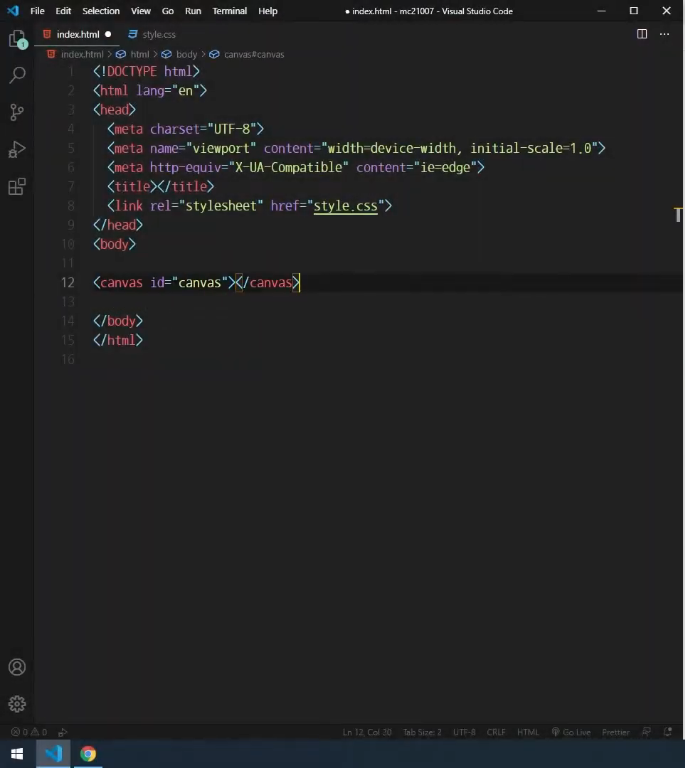 File Edit Selection View Go Run Terminal Help ● index.html - mc21007 - Visual Studio Code
index.html ● style.css
index.html > html > body > canvas#canvas
1 <!DOCTYPE html>
2 <html lang="en">
3 <head>
4 <meta charset="UTF-8">
5 <meta name="viewport" content="width=device-width, initial-scale=1.0">
6 <meta http-equiv="X-UA-Compatible" content="ie=edge">
7 <title></title>
8 <link rel="stylesheet" href="style.css">
9 </head>
10 <body>
11
12 <canvas id="canvas"></canvas>
13
14 </body>
15 </html>
16
1
0 0 Ln 12, Col 30 Tab Size: 2 UTF-8 CRLF HTML Go Live Prettier